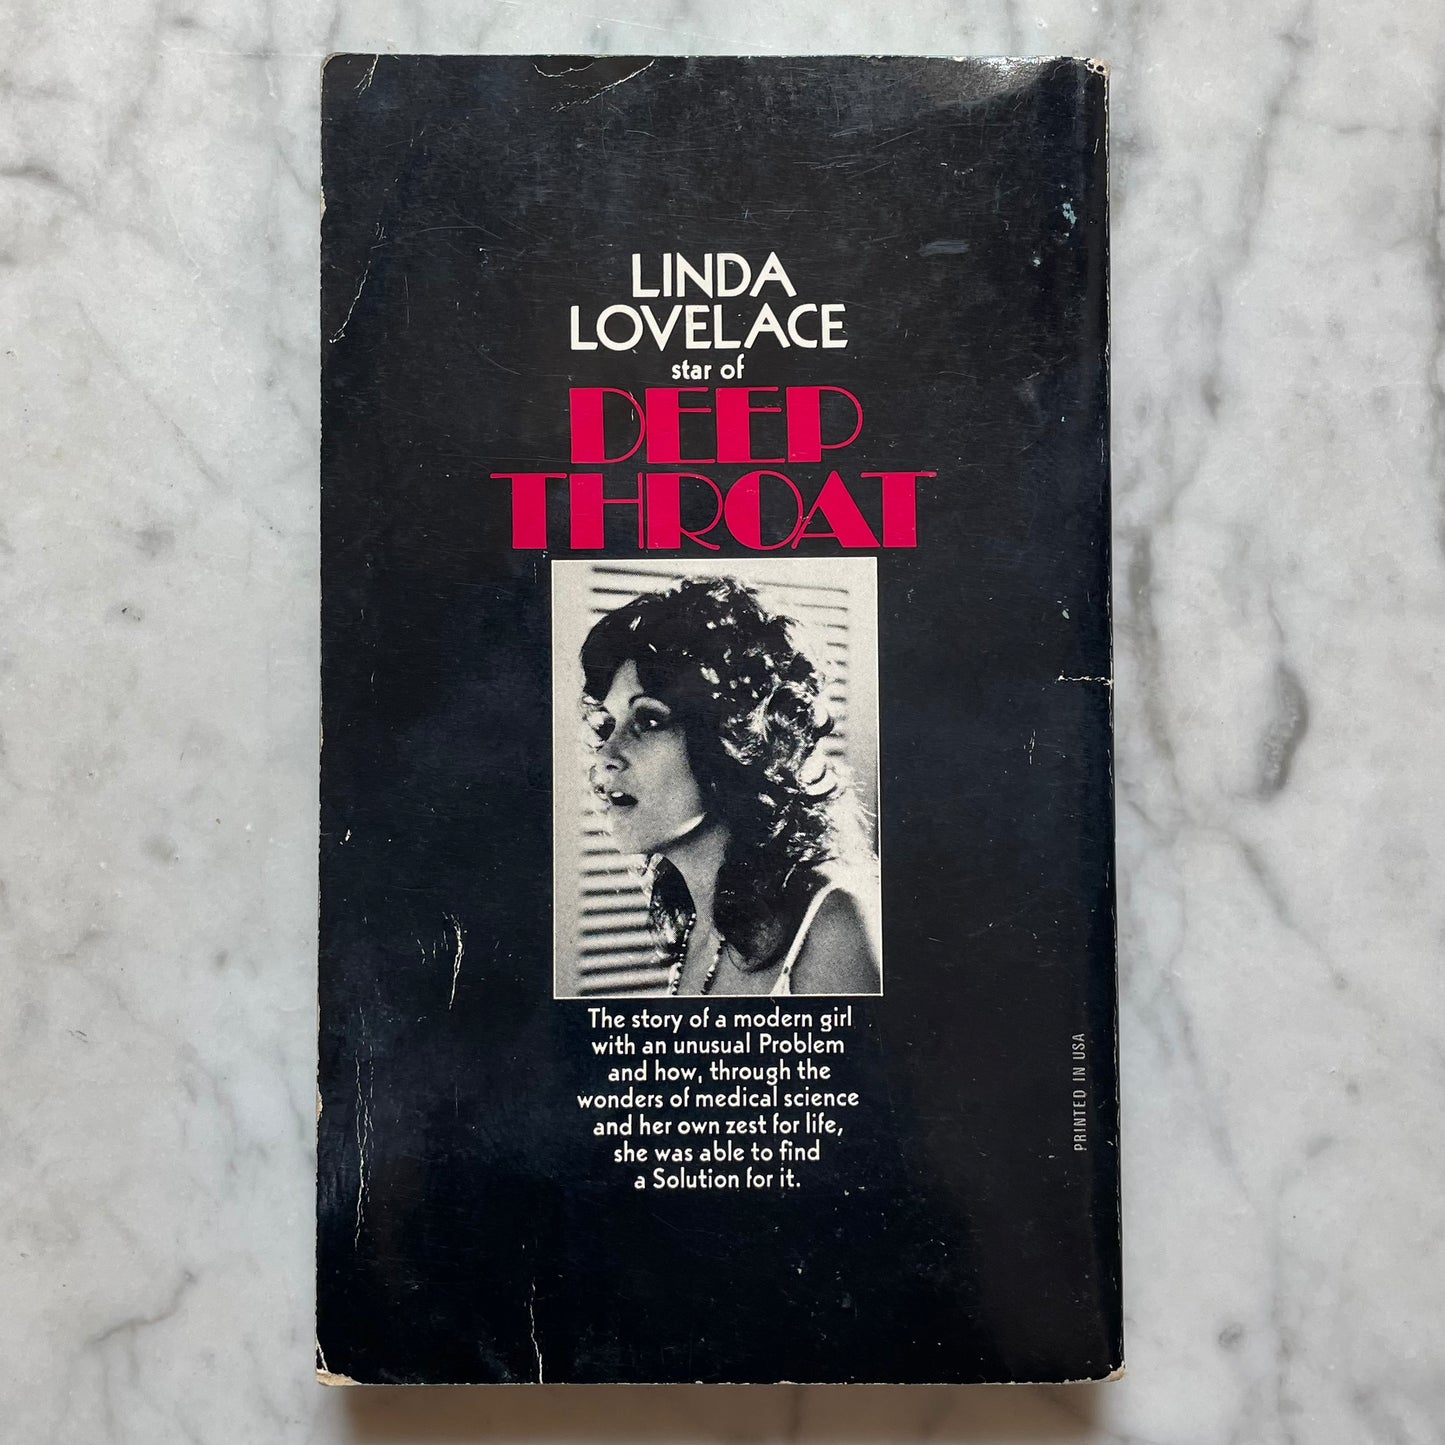 LINDA
LOVELACE
star of
DEEP
THROAT
The story of a modern girl
with an unusual Problem
and how, through the
wonders of medical science
and her own zest for life,
she was able to find
a Solution for it.
PRINTED IN USA